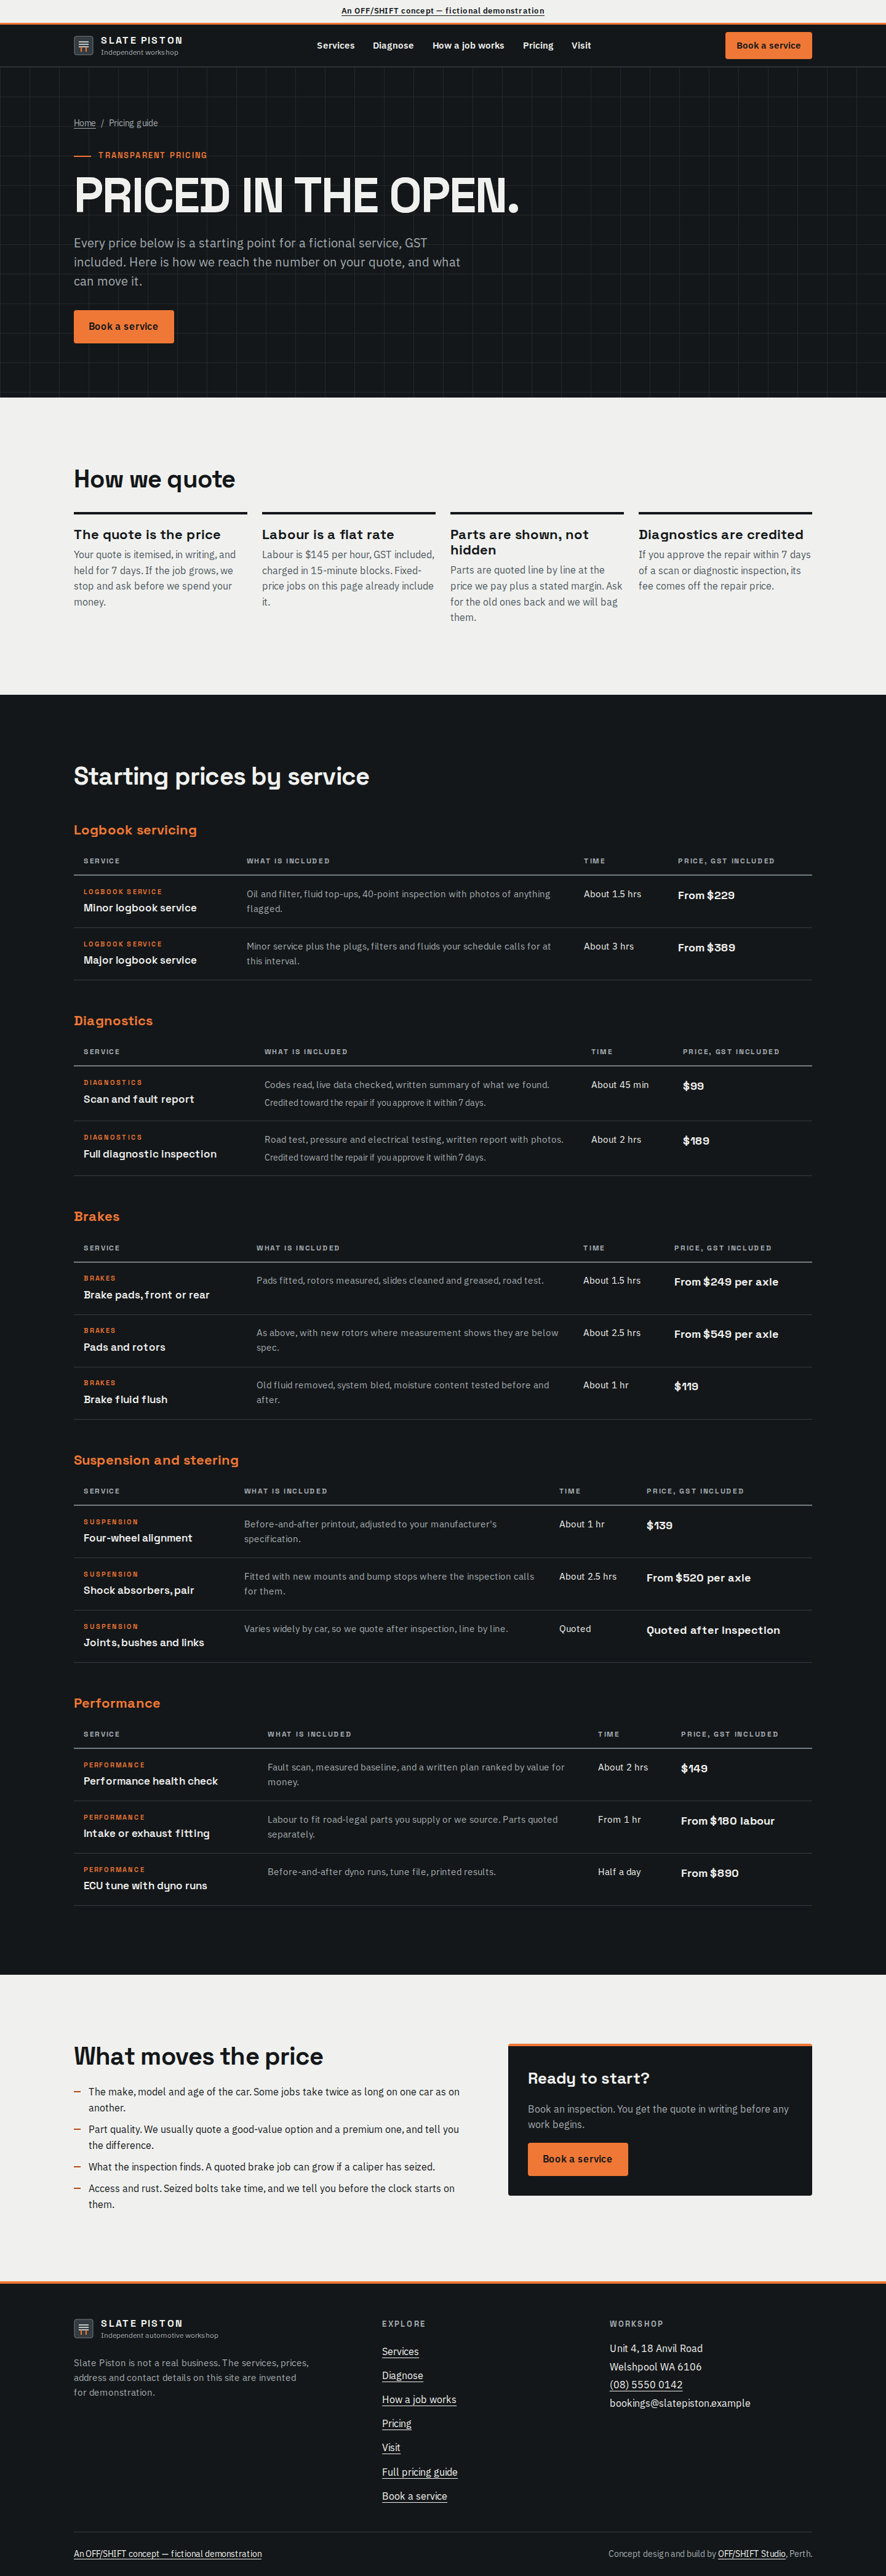 An OFF/SHIFT concept — fictional demonstration
SLATE PISTON
Independent workshop
Services Diagnose How a job works Pricing Visit
Book a service
Home / Pricing guide
TRANSPARENT PRICING
PRICED IN THE OPEN.
Every price below is a starting point for a fictional service, GST
included. Here is how we reach the number on your quote, and what
can move it.
Book a service
How we quote
The quote is the price
Your quote is itemised, in writing, and
held for 7 days. If the job grows, we
stop and ask before we spend your
money.
Labour is a flat rate
Labour is $145 per hour, GST included,
charged in 15-minute blocks. Fixed-
price jobs on this page already include
it.
Parts are shown, not
hidden
Parts are quoted line by line at the
price we pay plus a stated margin. Ask
for the old ones back and we will bag
them.
Diagnostics are credited
If you approve the repair within 7 days
of a scan or diagnostic inspection, its
fee comes off the repair price.
Starting prices by service
Logbook servicing
SERVICE WHAT IS INCLUDED TIME PRICE, GST INCLUDED
LOGBOOK SERVICE
Minor logbook service
Oil and filter, fluid top-ups, 40-point inspection with photos of anything
flagged.
About 1.5 hrs
From $229
LOGBOOK SERVICE
Major logbook service
Minor service plus the plugs, filters and fluids your schedule calls for at
this interval.
About 3 hrs
From $389
Diagnostics
SERVICE WHAT IS INCLUDED TIME PRICE, GST INCLUDED
DIAGNOSTICS
Scan and fault report
Codes read, live data checked, written summary of what we found.
Credited toward the repair if you approve it within 7 days.
About 45 min
$99
DIAGNOSTICS
Full diagnostic inspection
Road test, pressure and electrical testing, written report with photos.
Credited toward the repair if you approve it within 7 days.
About 2 hrs
$189
Brakes
SERVICE WHAT IS INCLUDED TIME PRICE, GST INCLUDED
BRAKES
Brake pads, front or rear
Pads fitted, rotors measured, slides cleaned and greased, road test.
About 1.5 hrs
From $249 per axle
BRAKES
Pads and rotors
As above, with new rotors where measurement shows they are below
spec.
About 2.5 hrs
From $549 per axle
BRAKES
Brake fluid flush
Old fluid removed, system bled, moisture content tested before and
after.
About 1 hr
$119
Suspension and steering
SERVICE WHAT IS INCLUDED TIME PRICE, GST INCLUDED
SUSPENSION
Four-wheel alignment
Before-and-after printout, adjusted to your manufacturer's
specification.
About 1 hr
$139
SUSPENSION
Shock absorbers, pair
Fitted with new mounts and bump stops where the inspection calls
for them.
About 2.5 hrs
From $520 per axle
SUSPENSION
Joints, bushes and links
Varies widely by car, so we quote after inspection, line by line.
Quoted
Quoted after inspection
Performance
SERVICE WHAT IS INCLUDED TIME PRICE, GST INCLUDED
PERFORMANCE
Performance health check
Fault scan, measured baseline, and a written plan ranked by value for
money.
About 2 hrs
$149
PERFORMANCE
Intake or exhaust fitting
Labour to fit road-legal parts you supply or we source. Parts quoted
separately.
From 1 hr
From $180 labour
PERFORMANCE
ECU tune with dyno runs
Before-and-after dyno runs, tune file, printed results.
Half a day
From $890
What moves the price
The make, model and age of the car. Some jobs take twice as long on one car as on
another.
Part quality. We usually quote a good-value option and a premium one, and tell you
the difference.
What the inspection finds. A quoted brake job can grow if a caliper has seized.
Access and rust. Seized bolts take time, and we tell you before the clock starts on
them.
Ready to start?
Book an inspection. You get the quote in writing before any
work begins.
Book a service
SLATE PISTON
Independent automotive workshop
Slate Piston is not a real business. The services, prices,
address and contact details on this site are invented
for demonstration.
EXPLORE
Services
Diagnose
How a job works
Pricing
Visit
Full pricing guide
Book a service
WORKSHOP
Unit 4, 18 Anvil Road
Welshpool WA 6106
(08) 5550 0142
bookings@slatepiston.example
An OFF/SHIFT concept — fictional demonstration
Concept design and build by OFF/SHIFT Studio, Perth.